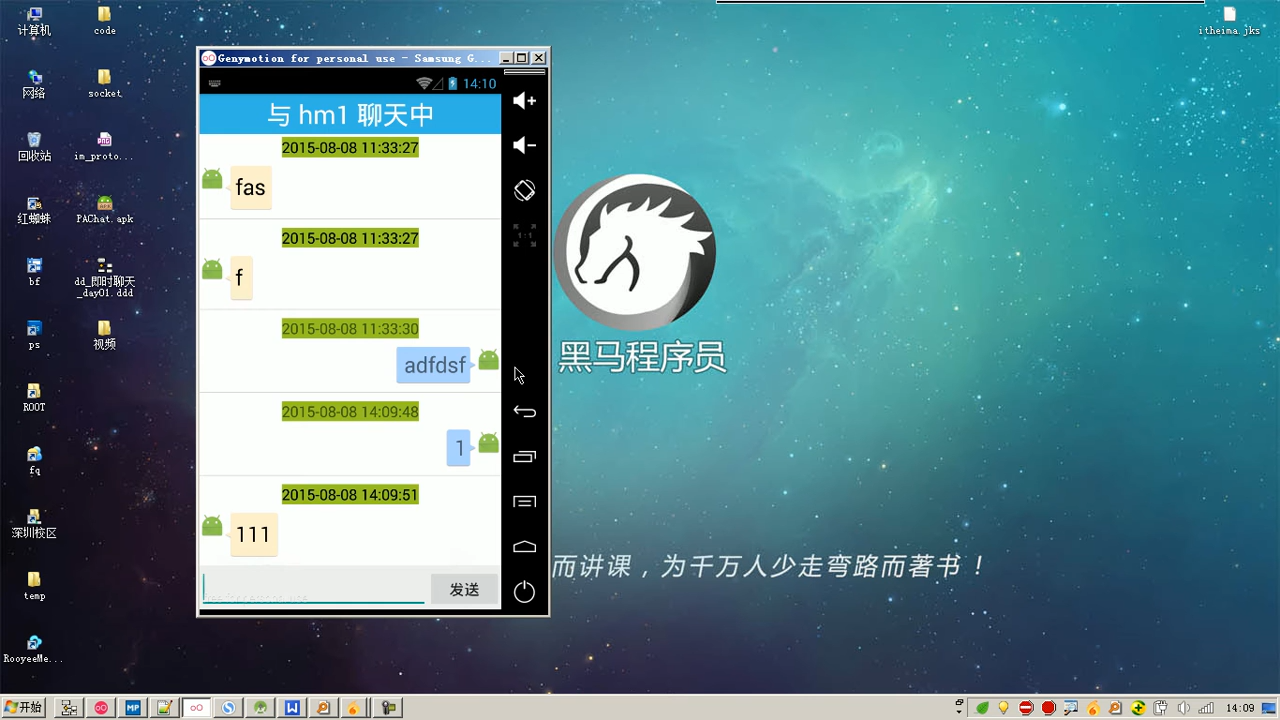 计算机
code
itheima.jks
网络
socket
回收站
im_proto...
红蜘蛛
PAChat.apk
bf
dd_即时聊天
_day01.ddd
ps
视频
ROOT
fq
深圳校区
temp
RooyeeMe...
Genymotion for personal use - Samsung G...
14:10
与 hm1 聊天中
2015-08-08 11:33:27
fas
2015-08-08 11:33:27
f
2015-08-08 11:33:30
adfdsf
2015-08-08 14:09:48
1
2015-08-08 14:09:51
111
发送
1:1
黑马程序员
而讲课，为千万人少走弯路而著书！
开始
MP
W
14:09